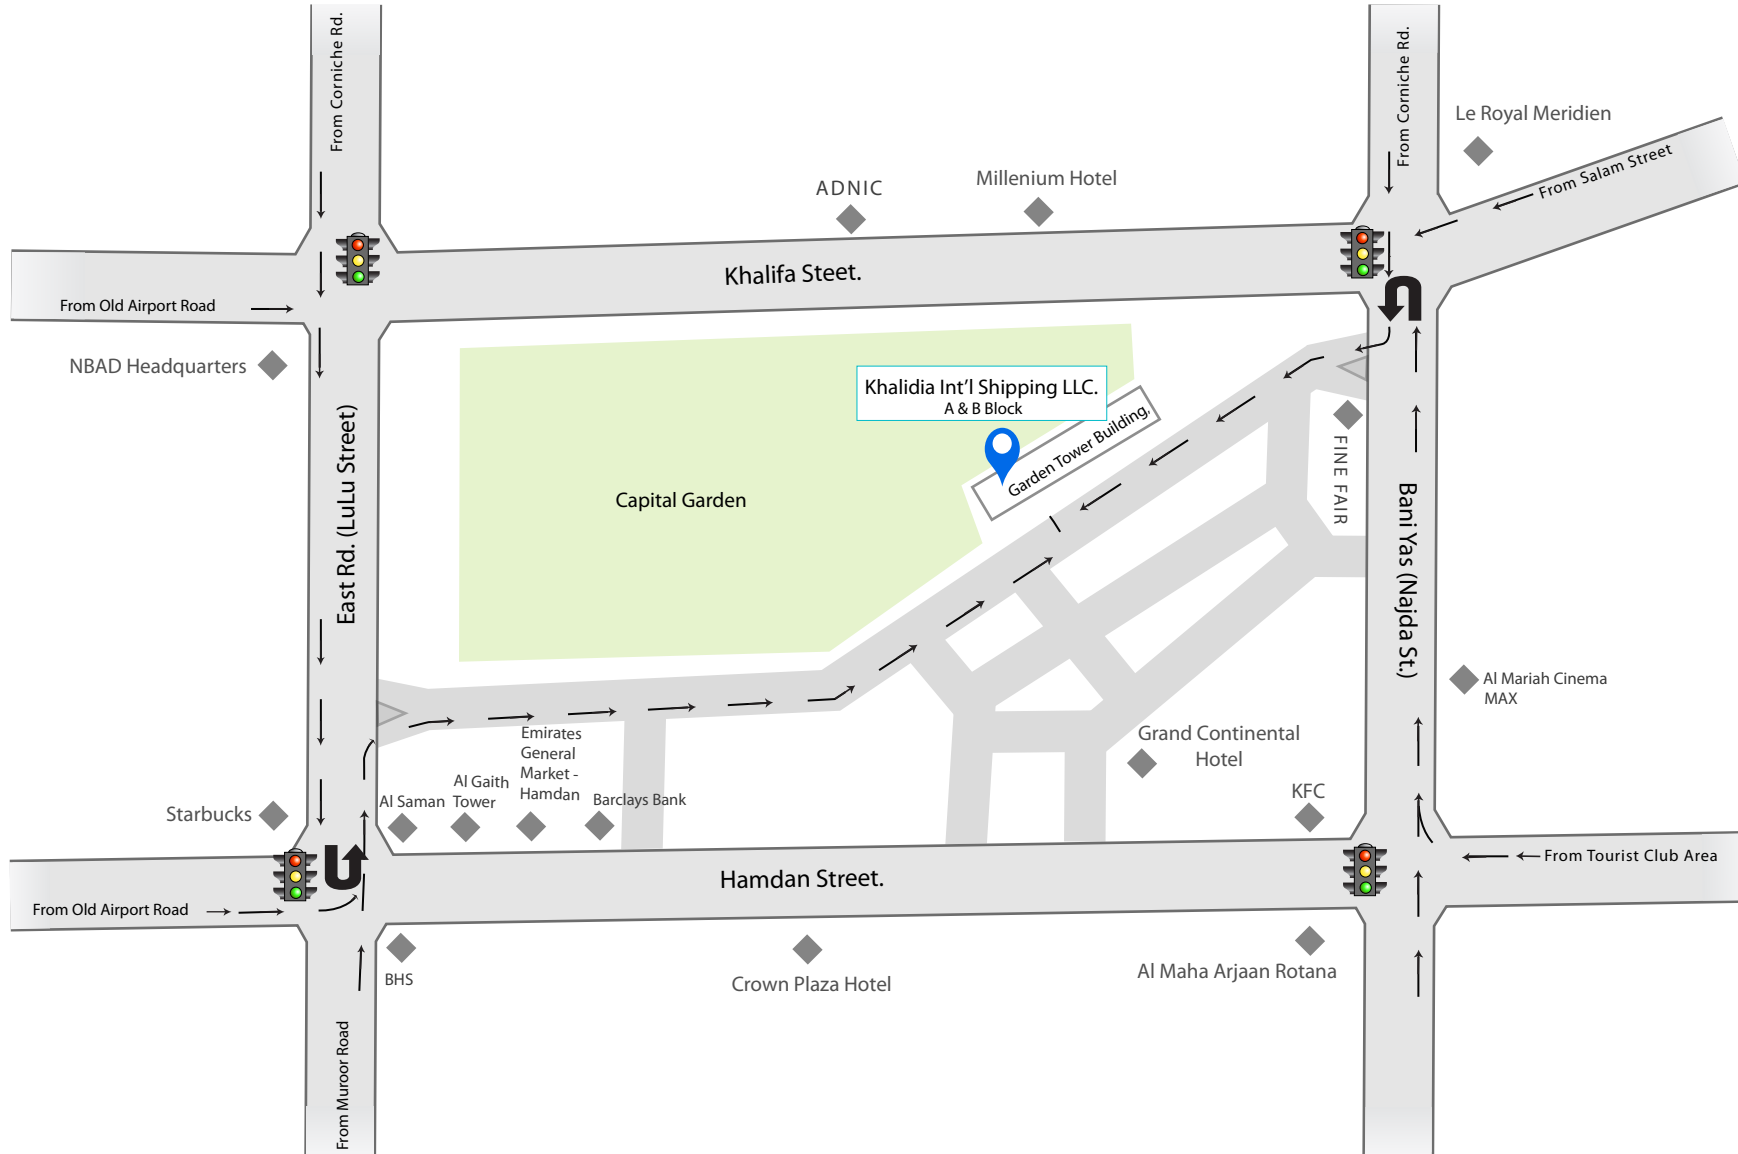 From Corniche Rd.
From Corniche Rd.
Le Royal Meridien
From Salam Street
ADNIC
Millenium Hotel
Khalifa Steet.
From Old Airport Road
NBAD Headquarters
Khalidia Int'l Shipping LLC.
A & B Block
Garden Tower Building,
FINE FAIR
East Rd. (LuLu Street)
Capital Garden
Bani Yas (Najda St.)
Al Mariah Cinema
MAX
Grand Continental
Hotel
Emirates
General
Market -
Hamdan
Al Gaith
Tower
Al Saman
Barclays Bank
KFC
Starbucks
From Tourist Club Area
Hamdan Street.
From Old Airport Road
BHS
Crown Plaza Hotel
Al Maha Arjaan Rotana
From Muroor Road